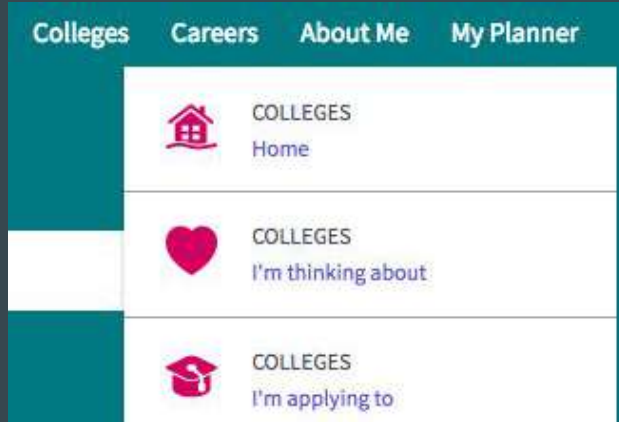 Colleges Careers About Me My Planner
COLLEGES
Home
COLLEGES
I'm thinking about
COLLEGES
I'm applying to